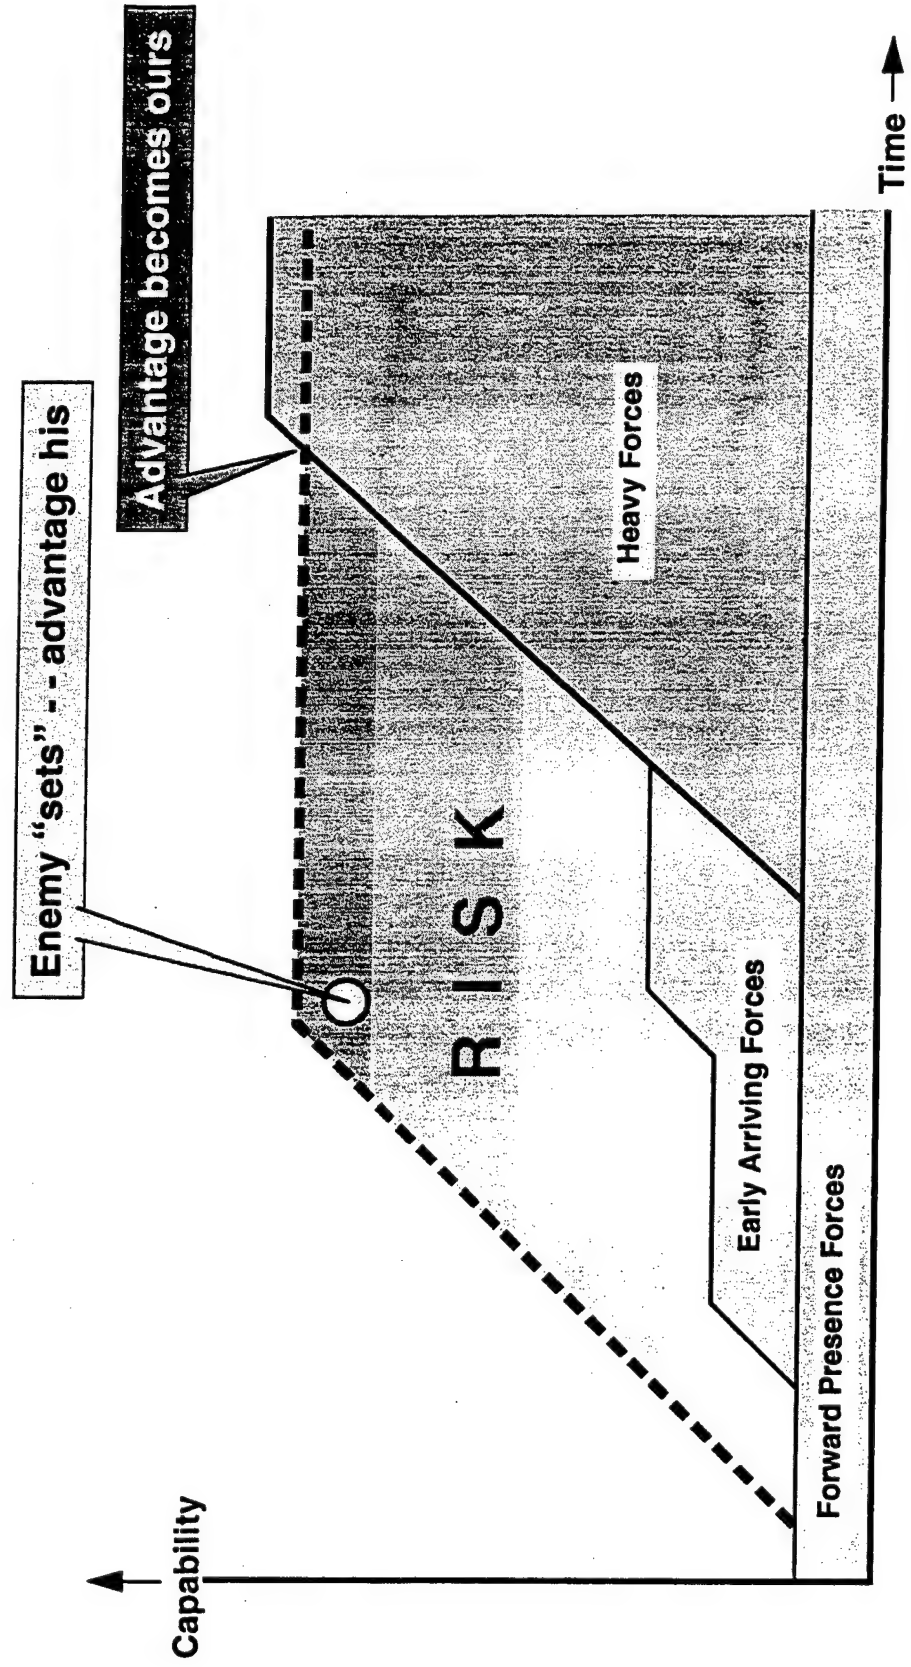 Enemy “sets” -- advantage his
Advantage becomes ours
Capability
R I S K
Heavy Forces
Early Arriving Forces
Forward Presence Forces
Time